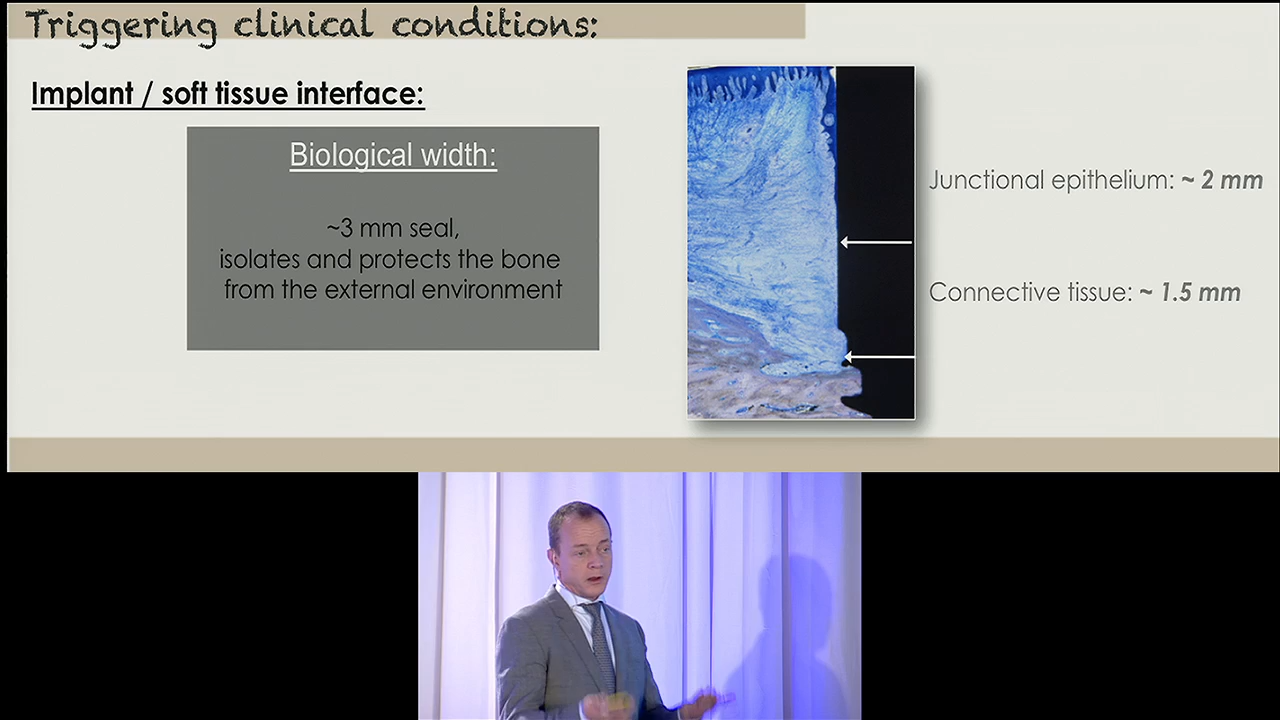 Triggering clinical conditions:
Implant / soft tissue interface:
Biological width:
~3 mm seal,
isolates and protects the bone
from the external environment
Junctional epithelium: ~ 2 mm
Connective tissue: ~ 1.5 mm